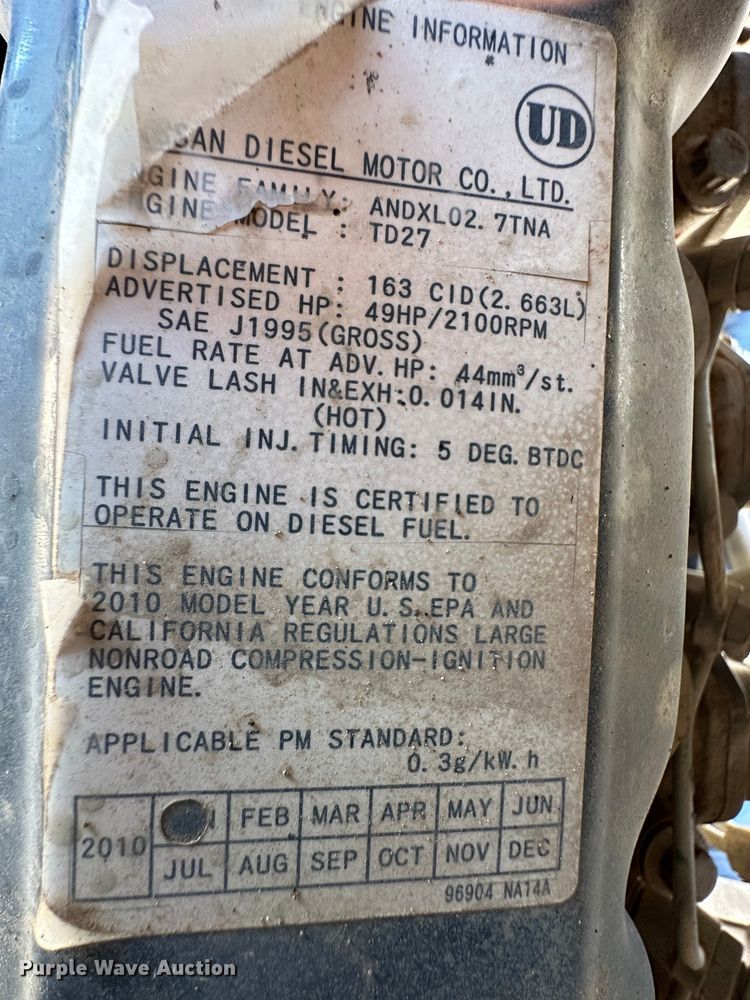 INFORMATION
UD
DIESEL MOTOR CO., LTD.
FAMILY: ANDXL02.7TNA
MODEL : TD27
DISPLACEMENT : 163 CID(2.663L)
ADVERTISED HP: 49HP/2100RPM
SAE J1995(GROSS)
FUEL RATE AT ADV.HP: 44mm³/st.
VALVE LASH IN&EXH:0.014IN.
(HOT)
INITIAL INJ.TIMING: 5 DEG.BTDC
THIS ENGINE IS CERTIFIED TO
OPERATE ON DIESEL FUEL.
THIS ENGINE CONFORMS TO
2010 MODEL YEAR U.S.EPA AND
CALIFORNIA REGULATIONS LARGE
NONROAD COMPRESSION-IGNITION
ENGINE.
APPLICABLE PM STANDARD:
0.3g/kW.h
2010 FEB MAR APR MAY JUN
JUL AUG SEP OCT NOV DEC
96904 NA14A
Purple Wave Auction